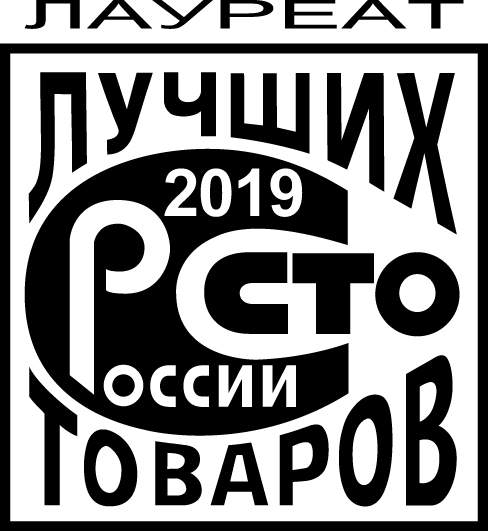 ЛАУРЕАТ
ЛУЧШИХ
2019
СТО
РОССИИ
ТОВАРОВ